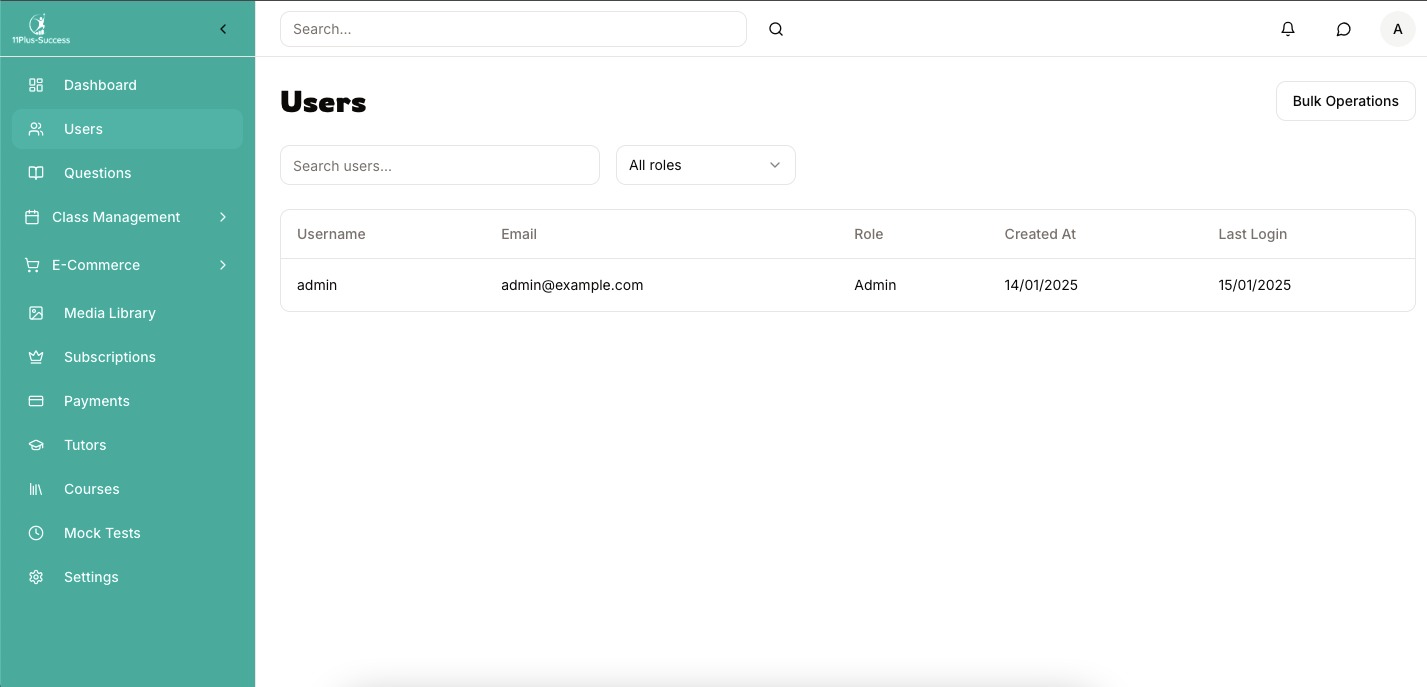 11Plus-Success
Search...
A
Dashboard
Users
Questions
Class Management
E-Commerce
Media Library
Subscriptions
Payments
Tutors
Courses
Mock Tests
Settings
Users
Bulk Operations
Search users...
All roles
Username Email Role Created At Last Login
admin admin@example.com Admin 14/01/2025 15/01/2025